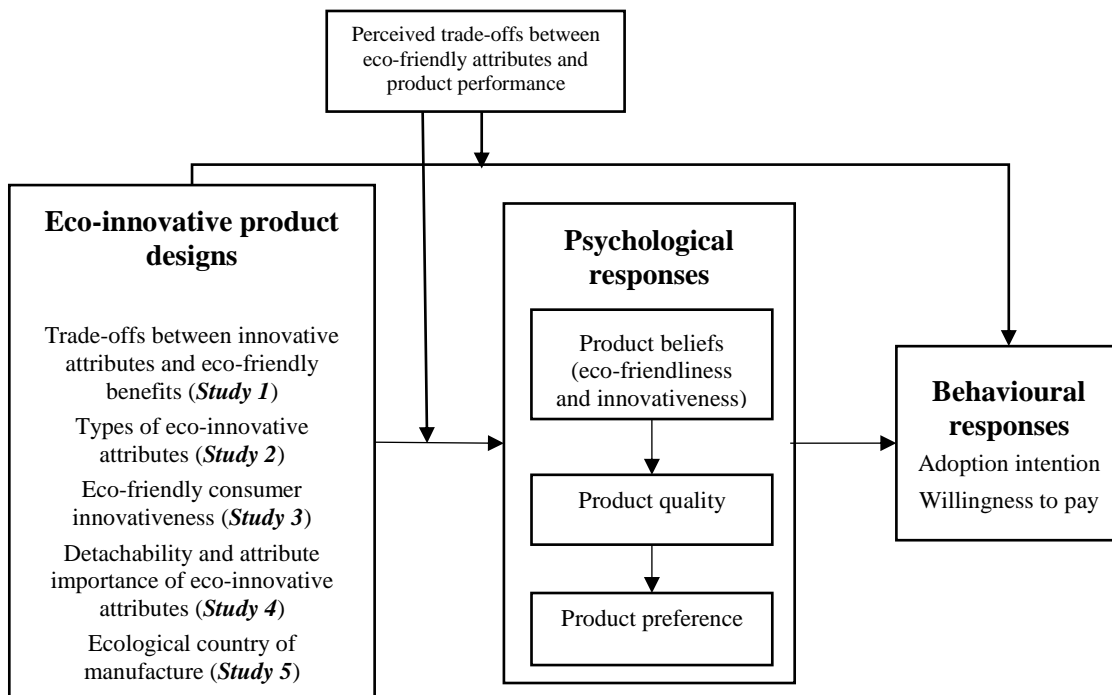 Perceived trade-offs between
eco-friendly attributes and
product performance
Eco-innovative product
designs
Trade-offs between innovative
attributes and eco-friendly
benefits (Study 1)
Types of eco-innovative
attributes (Study 2)
Eco-friendly consumer
innovativeness (Study 3)
Detachability and attribute
importance of eco-innovative
attributes (Study 4)
Ecological country of
manufacture (Study 5)
Psychological
responses
Product beliefs
(eco-friendliness
and innovativeness)
Product quality
Product preference
Behavioural
responses
Adoption intention
Willingness to pay